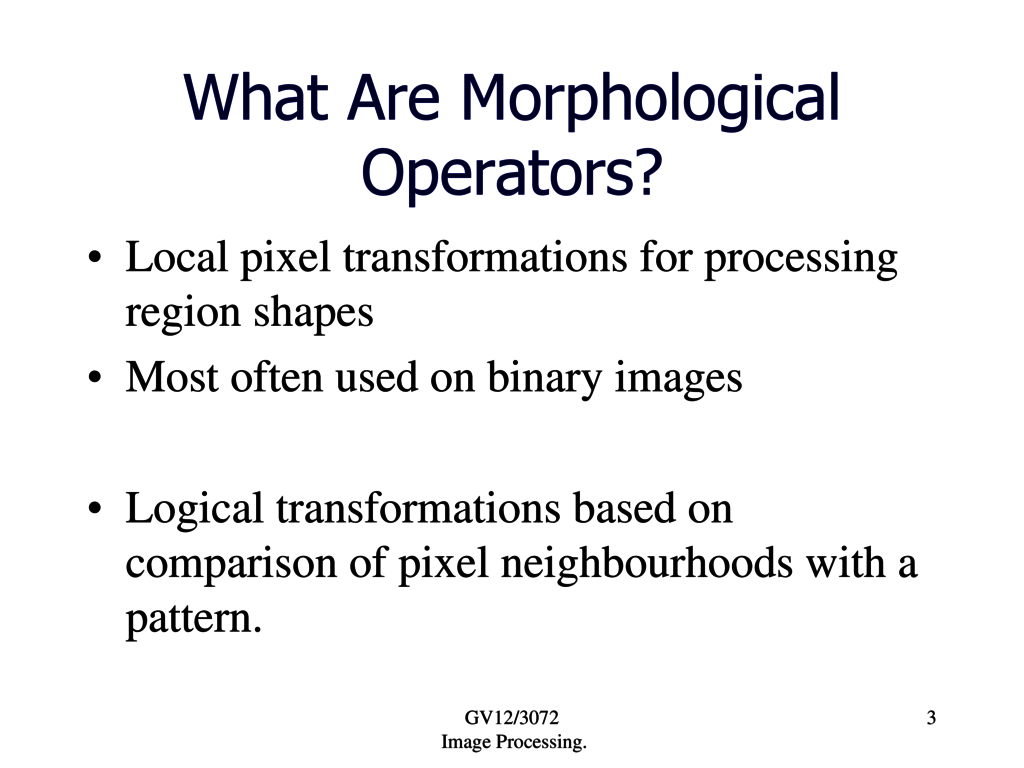 What Are Morphological
Operators?
• Local pixel transformations for processing
region shapes
• Most often used on binary images
• Logical transformations based on
comparison of pixel neighbourhoods with a
pattern.
GV12/3072
Image Processing.
3